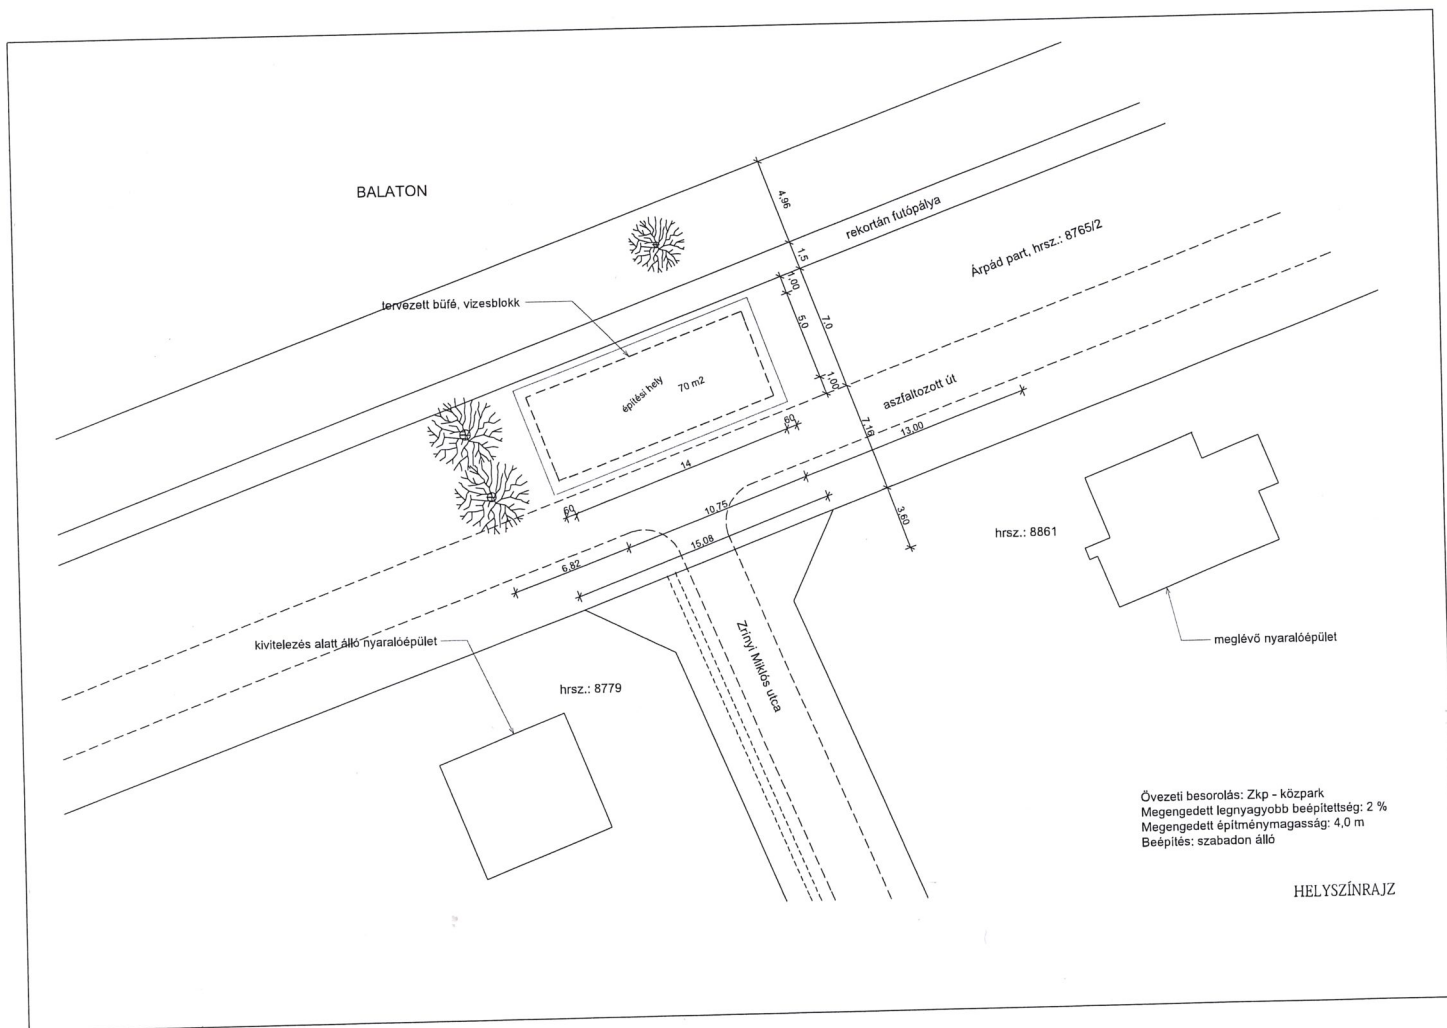 BALATON
4,96
rekortán futópálya
1,5
Árpád part, hrsz.: 8765/2
1,00
tervezett büfé, vizesblokk
5,0
7,0
építési hely
70 m2
1,00
aszfaltozott út
60
7,16
13,00
14
60
10,75
3,60
15,08
hrsz.: 8861
6,82
Zrínyi Miklós utca
kivitelezés alatt álló nyaralóépület
meglévő nyaralóépület
hrsz.: 8779
Övezeti besorolás: Zkp - közpark
Megengedett legnyagyobb beépítettség: 2 %
Megengedett építménymagasság: 4,0 m
Beépítés: szabadon álló
HELYSZÍNRAJZ